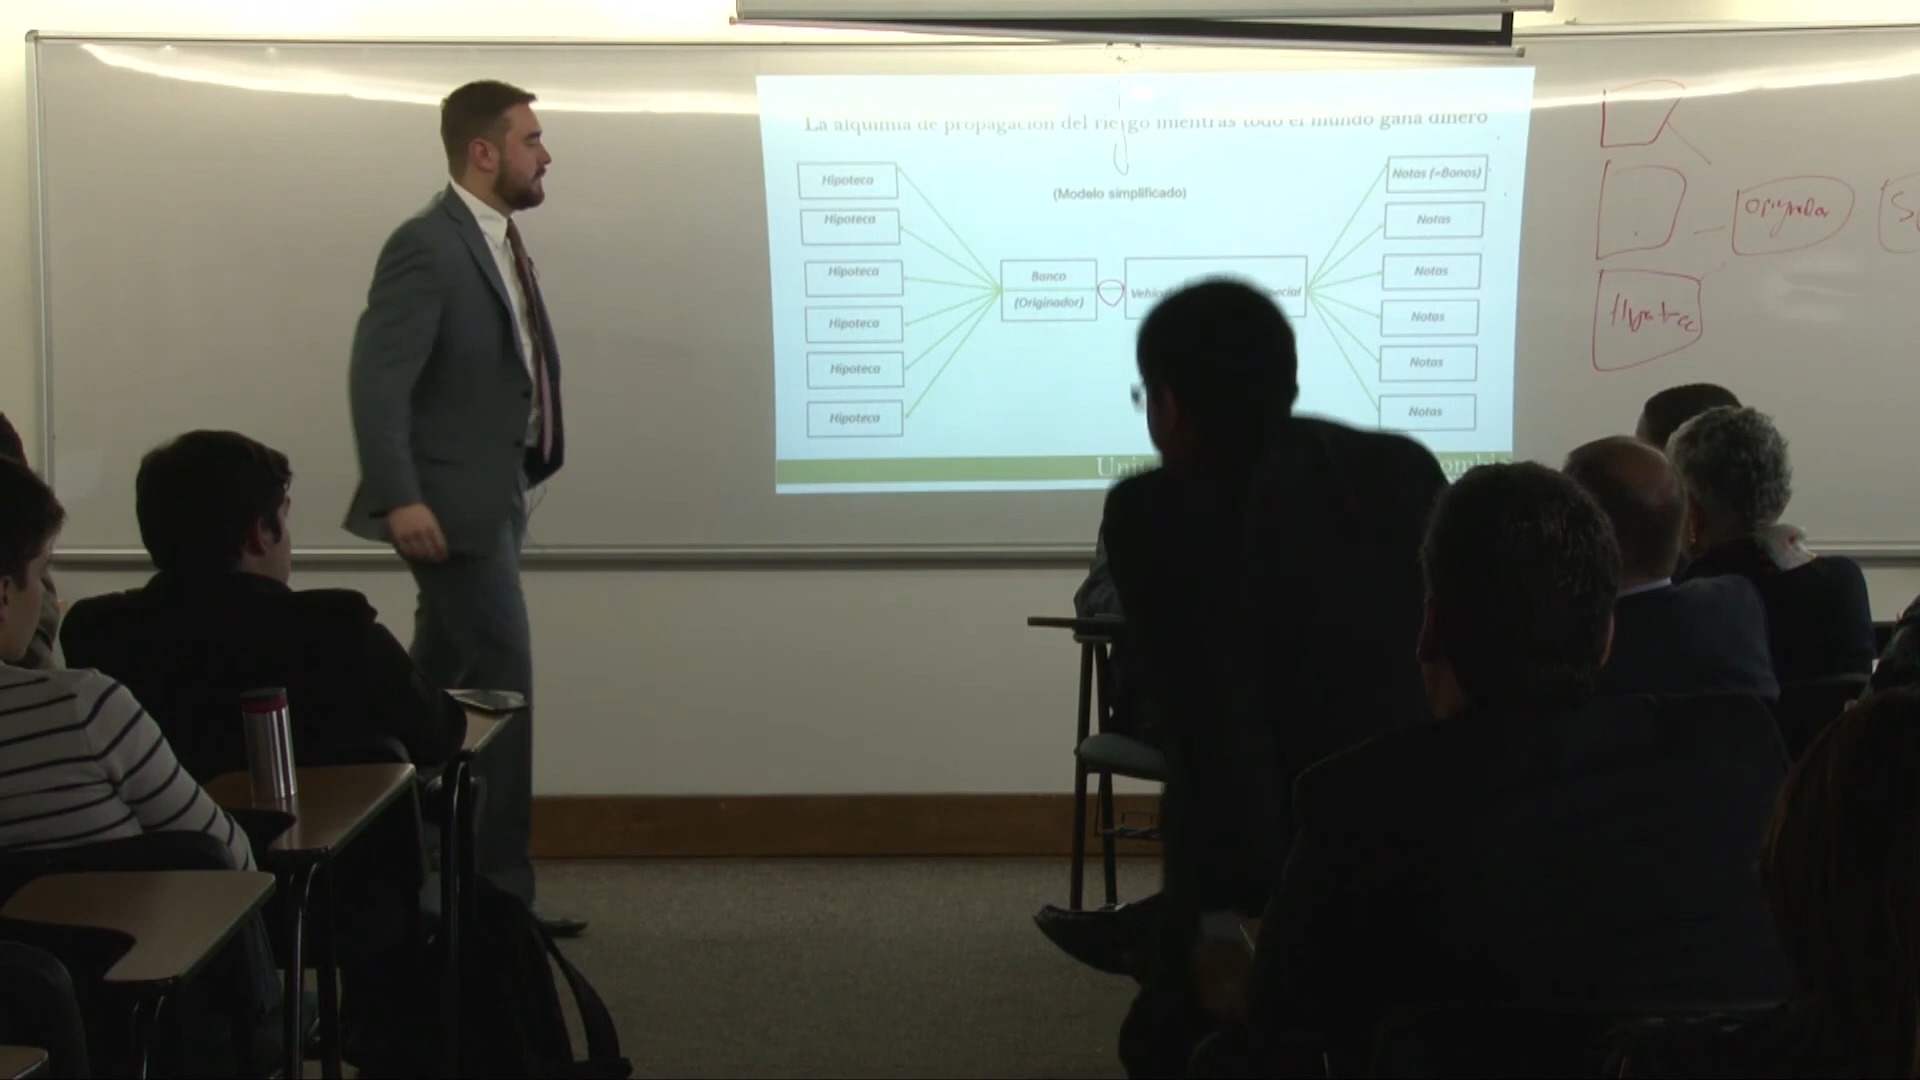 La alquimia de propagación del riesgo mientras todo el mundo gana dinero
(Modelo simplificado)
Hipoteca
Hipoteca
Hipoteca
Hipoteca
Hipoteca
Hipoteca
Banco
(Originador)
Notas (=Bonos)
Notas
Notas
Notas
Notas
Notas
Originador